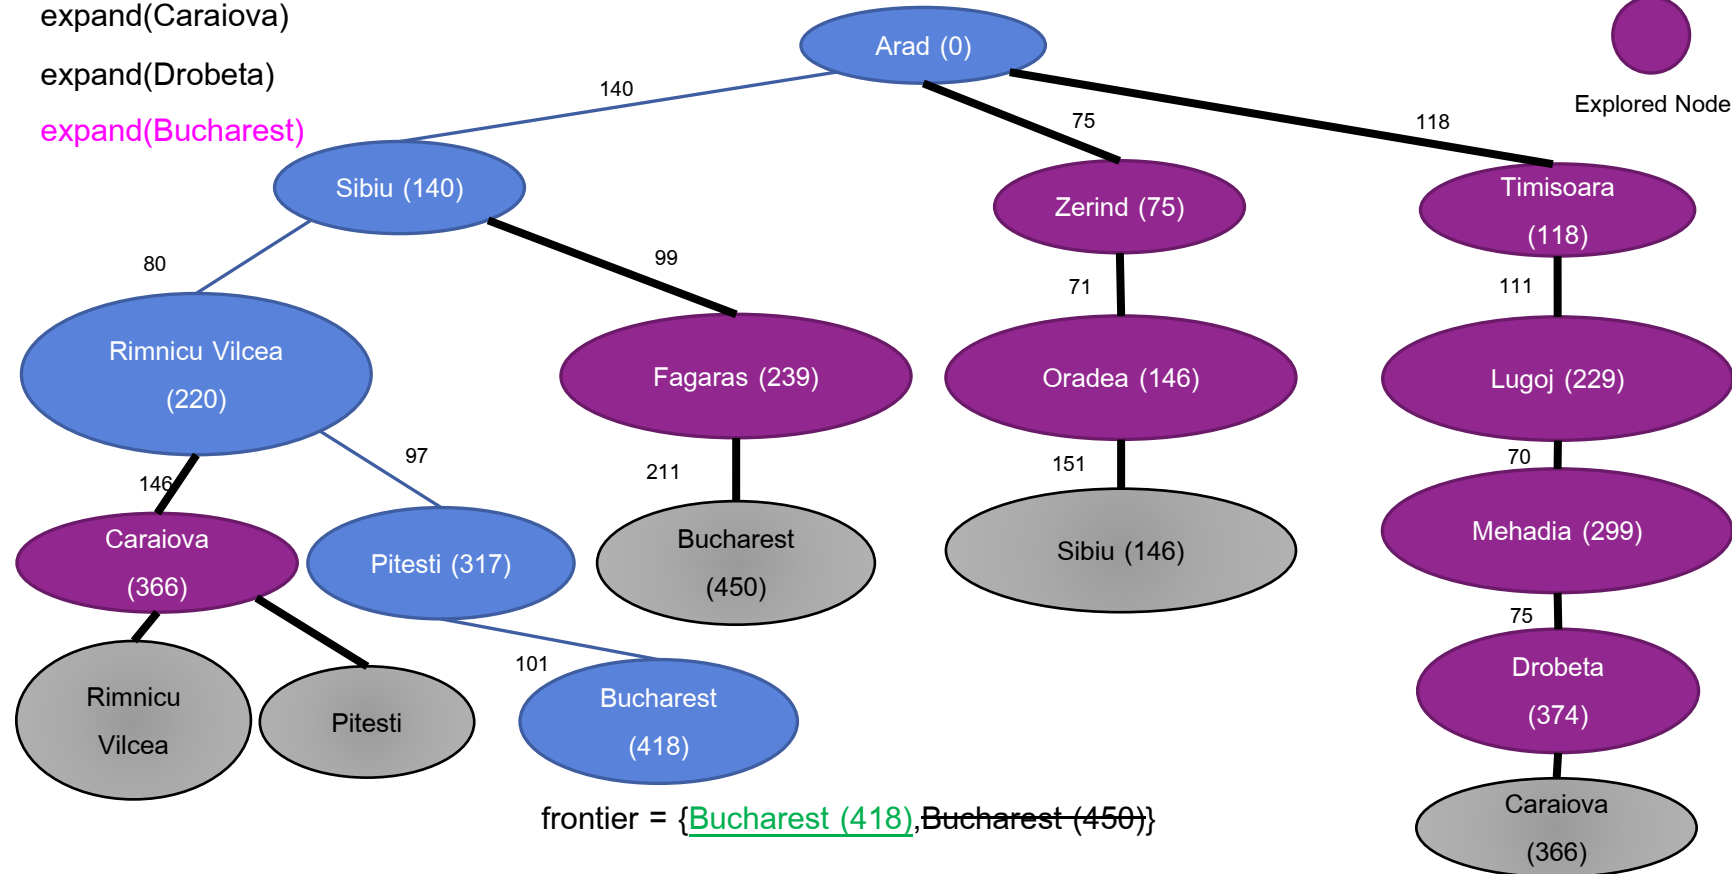 expand(Caraiova)
expand(Drobeta)
expand(Bucharest)
Explored Node
Arad (0)
140
75
118
Sibiu (140)
Zerind (75)
Timisoara
(118)
80
99
71
111
Rimnicu Vilcea
(220)
Fagaras (239)
Oradea (146)
Lugoj (229)
146
97
211
151
70
Caraiova
(366)
Pitesti (317)
Bucharest
(450)
Sibiu (146)
Mehadia (299)
75
Rimnicu
Vilcea
Pitesti
101
Bucharest
(418)
Drobeta
(374)
frontier = {Bucharest (418),Bucharest (450)}
Caraiova
(366)